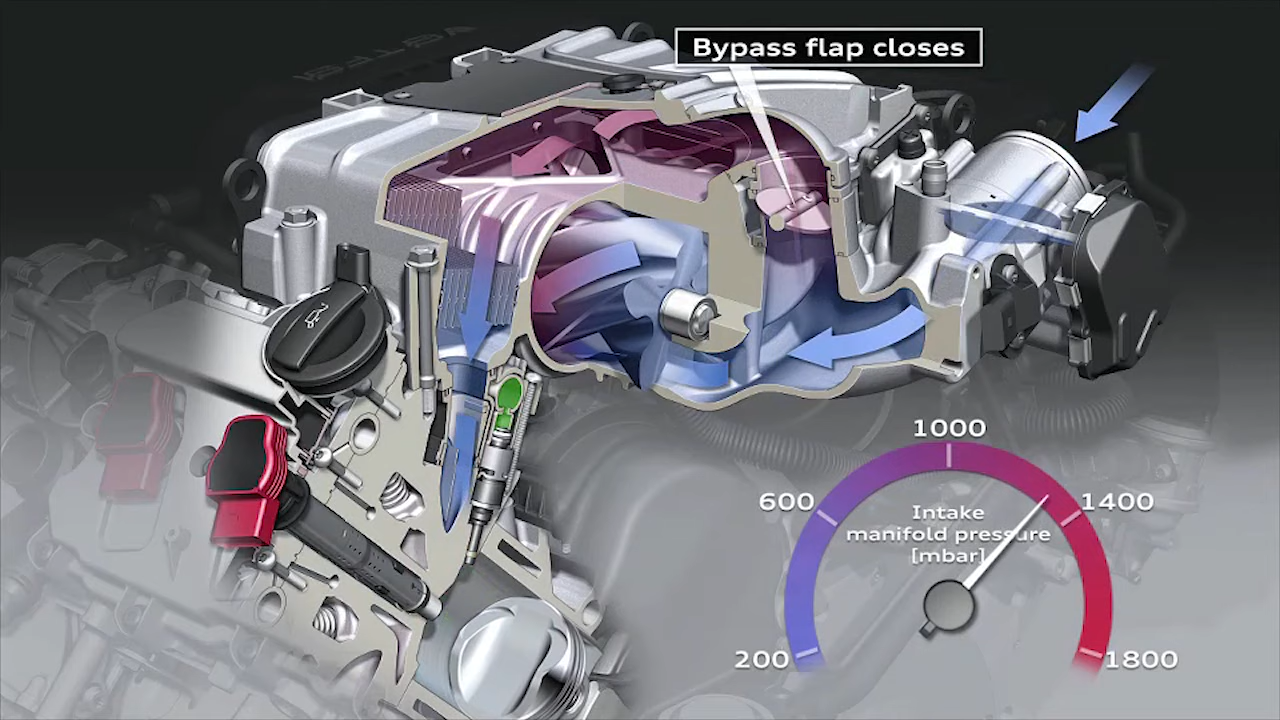 Bypass flap closes
1000
600
1400
Intake
manifold pressure
[mbar]
200
1800